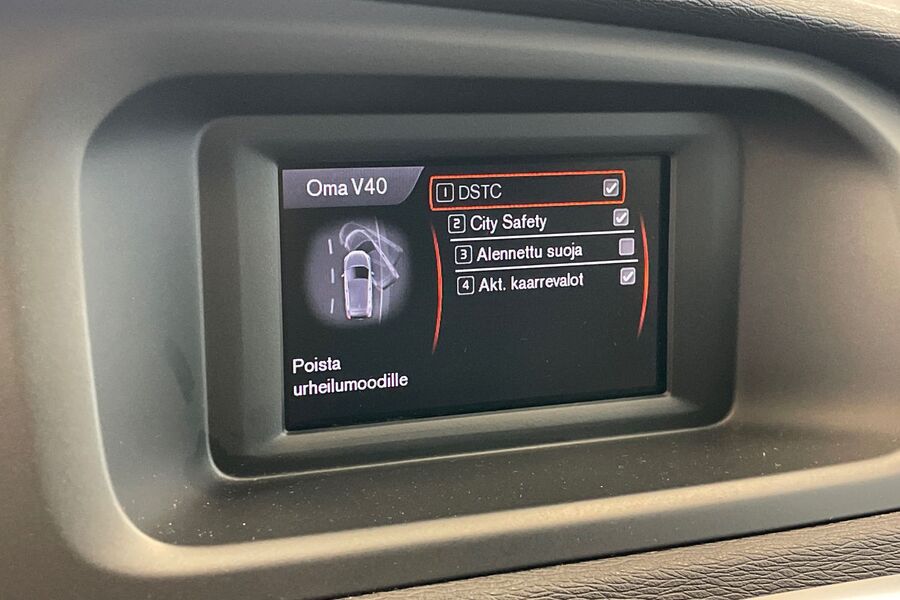 Oma V40
1 DSTC
2 City Safety
3 Alennettu suoja
4 Akt. kaarrevalot
Poista
urheilumoodille